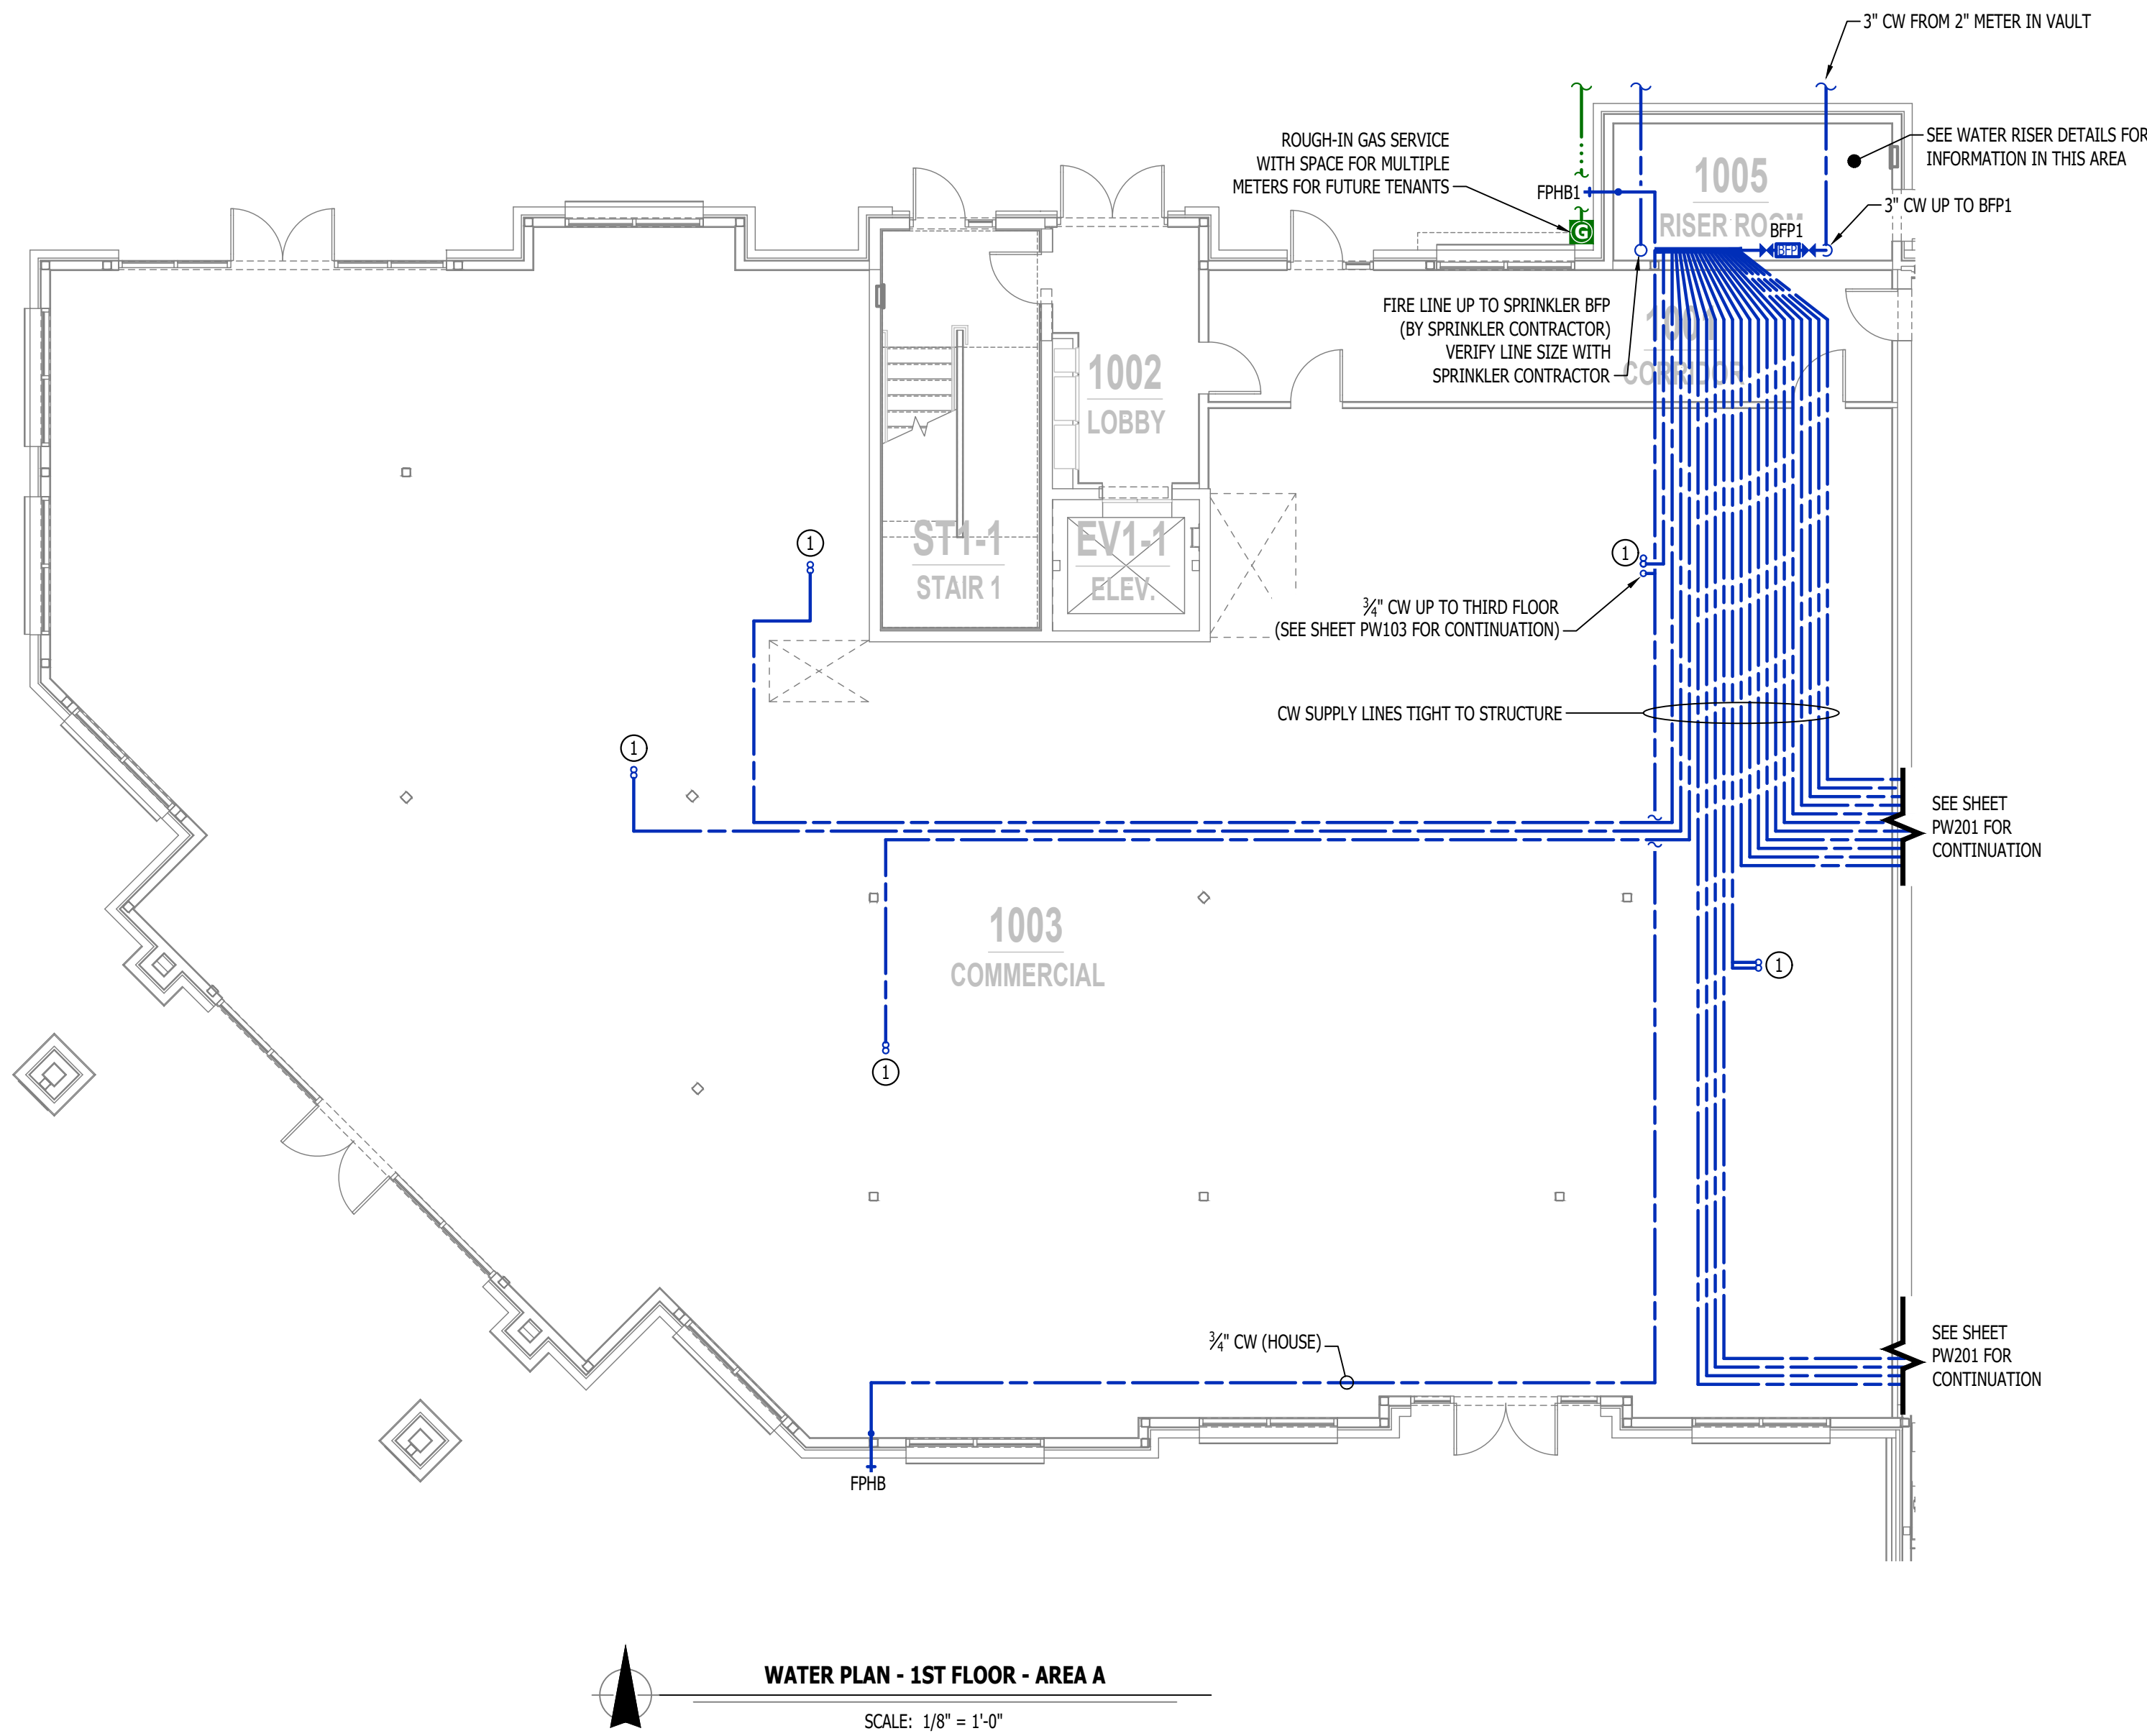 3" CW FROM 2" METER IN VAULT
ROUGH-IN GAS SERVICE
WITH SPACE FOR MULTIPLE
METERS FOR FUTURE TENANTS
FPHB1
G
1005
RISER ROOM
SEE WATER RISER DETAILS FOR
INFORMATION IN THIS AREA
3" CW UP TO BFP1
BFP1
BFP
FIRE LINE UP TO SPRINKLER BFP
(BY SPRINKLER CONTRACTOR)
VERIFY LINE SIZE WITH
SPRINKLER CONTRACTOR
1001
CORRIDOR
1002
LOBBY
ST1-1
STAIR 1
EV1-1
ELEV.
1
1
¾" CW UP TO THIRD FLOOR
(SEE SHEET PW103 FOR CONTINUATION)
CW SUPPLY LINES TIGHT TO STRUCTURE
1
SEE SHEET
PW201 FOR
CONTINUATION
1003
COMMERCIAL
1
1
¾" CW (HOUSE)
SEE SHEET
PW201 FOR
CONTINUATION
FPHB
WATER PLAN - 1ST FLOOR - AREA A
SCALE: 1/8" = 1'-0"